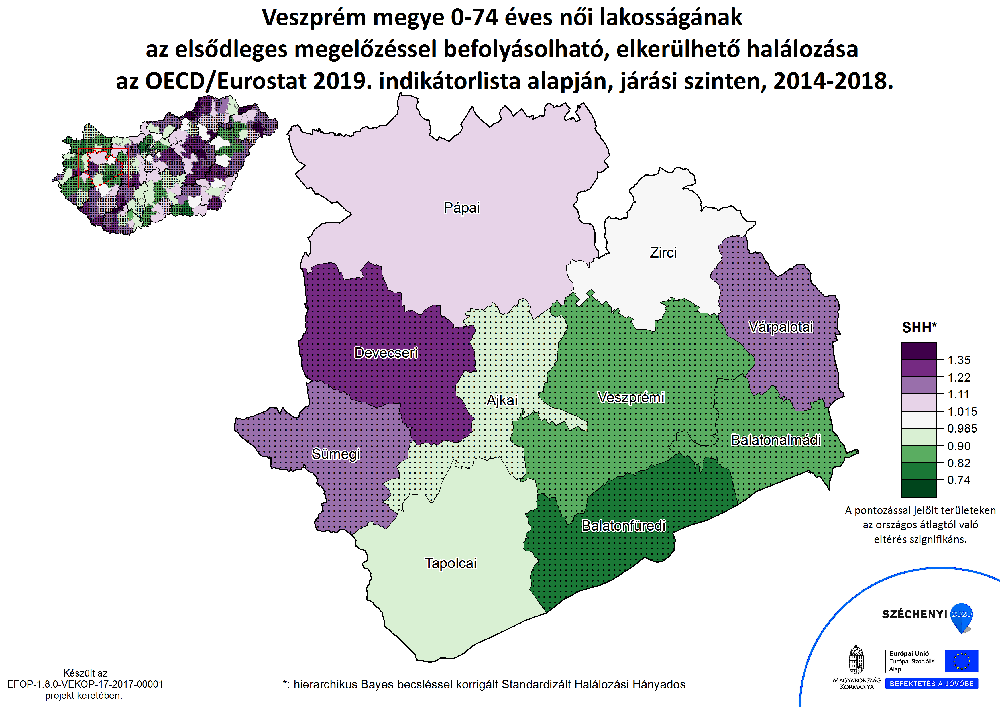 Veszprém megye 0-74 éves női lakosságának
az elsődleges megelőzéssel befolyásolható, elkerülhető halálozása
az OECD/Eurostat 2019. indikátorlista alapján, járási szinten, 2014-2018.
Pápai
Zirci
Várpalotai
Devecseri
Ajkai
Veszprémi
Balatonalmádi
Sümegi
Balatonfüredi
Tapolcai
SHH*
1.35
1.22
1.11
1.015
0.985
0.90
0.82
0.74
A pontozással jelölt területeken
az országos átlagtól való
eltérés szignifikáns.
SZÉCHENYI 2020
MAGYARORSZÁG
KORMÁNYA
Európai Unió
Európai Szociális
Alap
BEFEKTETÉS A JÖVŐBE
Készült az
EFOP-1.8.0-VEKOP-17-2017-00001
projekt keretében.
*: hierarchikus Bayes becsléssel korrigált Standardizált Halálozási Hányados